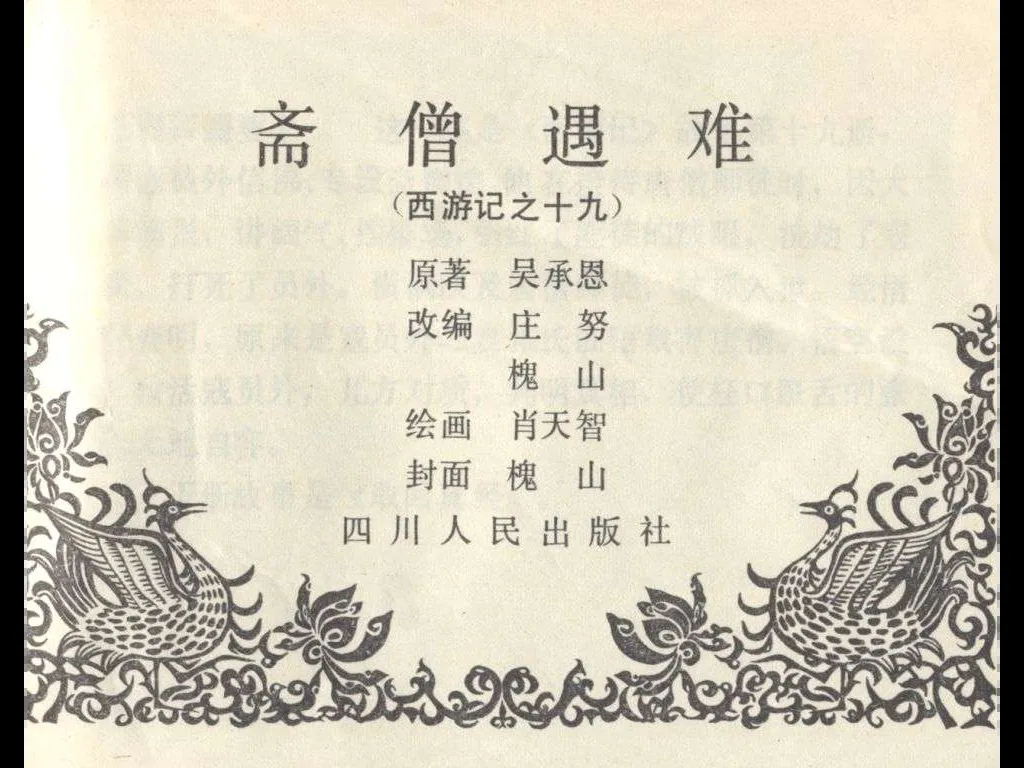 斋僧遇难
(西游记之十九)
原著 吴承恩
改编 庄努
槐山
绘画 肖天智
封面 槐山
四川人民出版社